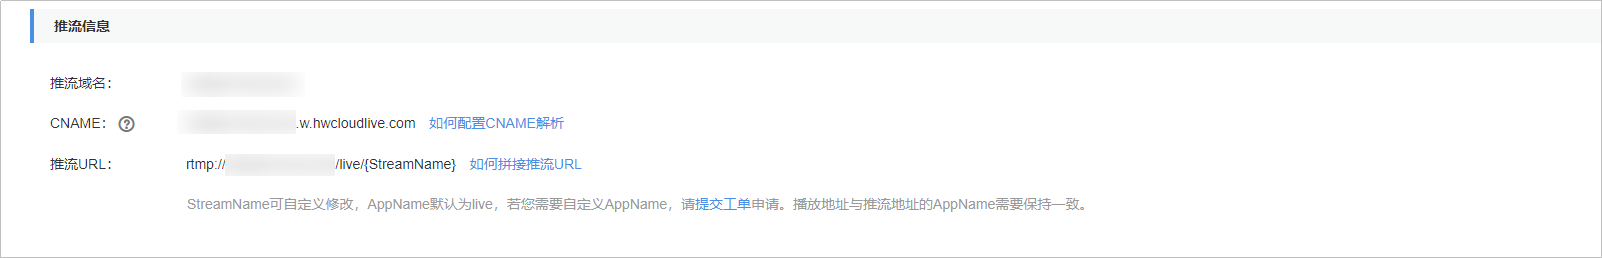 推流信息
推流域名：
CNAME： .w.hwcloudlive.com 如何配置CNAME解析
推流URL： rtmp:// /live/{StreamName} 如何拼接推流URL
StreamName可自定义修改，AppName默认为live，若您需要自定义AppName，请提交工单申请。播放地址与推流地址的AppName需要保持一致。